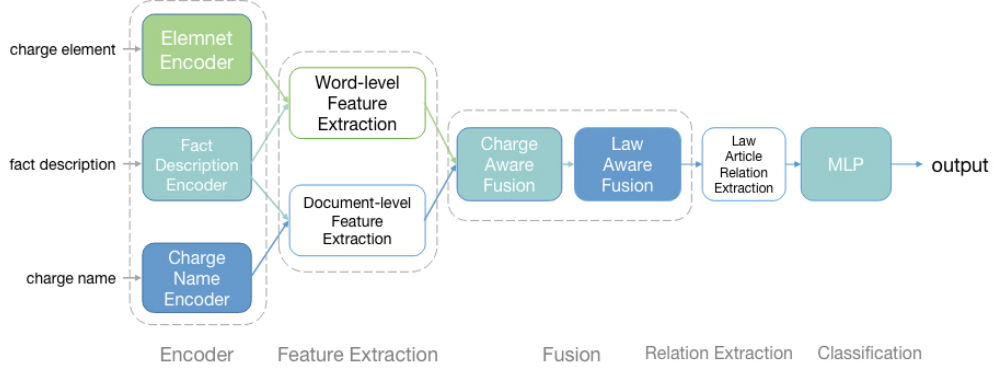 charge element
Elemnet
Encoder
fact description
Fact
Description
Encoder
charge name
Charge
Name
Encoder
Word-level
Feature
Extraction
Document-level
Feature
Extraction
Charge
Aware
Fusion
Law
Aware
Fusion
Law
Article
Relation
Extraction
MLP
output
Encoder
Feature Extraction
Fusion
Relation Extraction
Classification